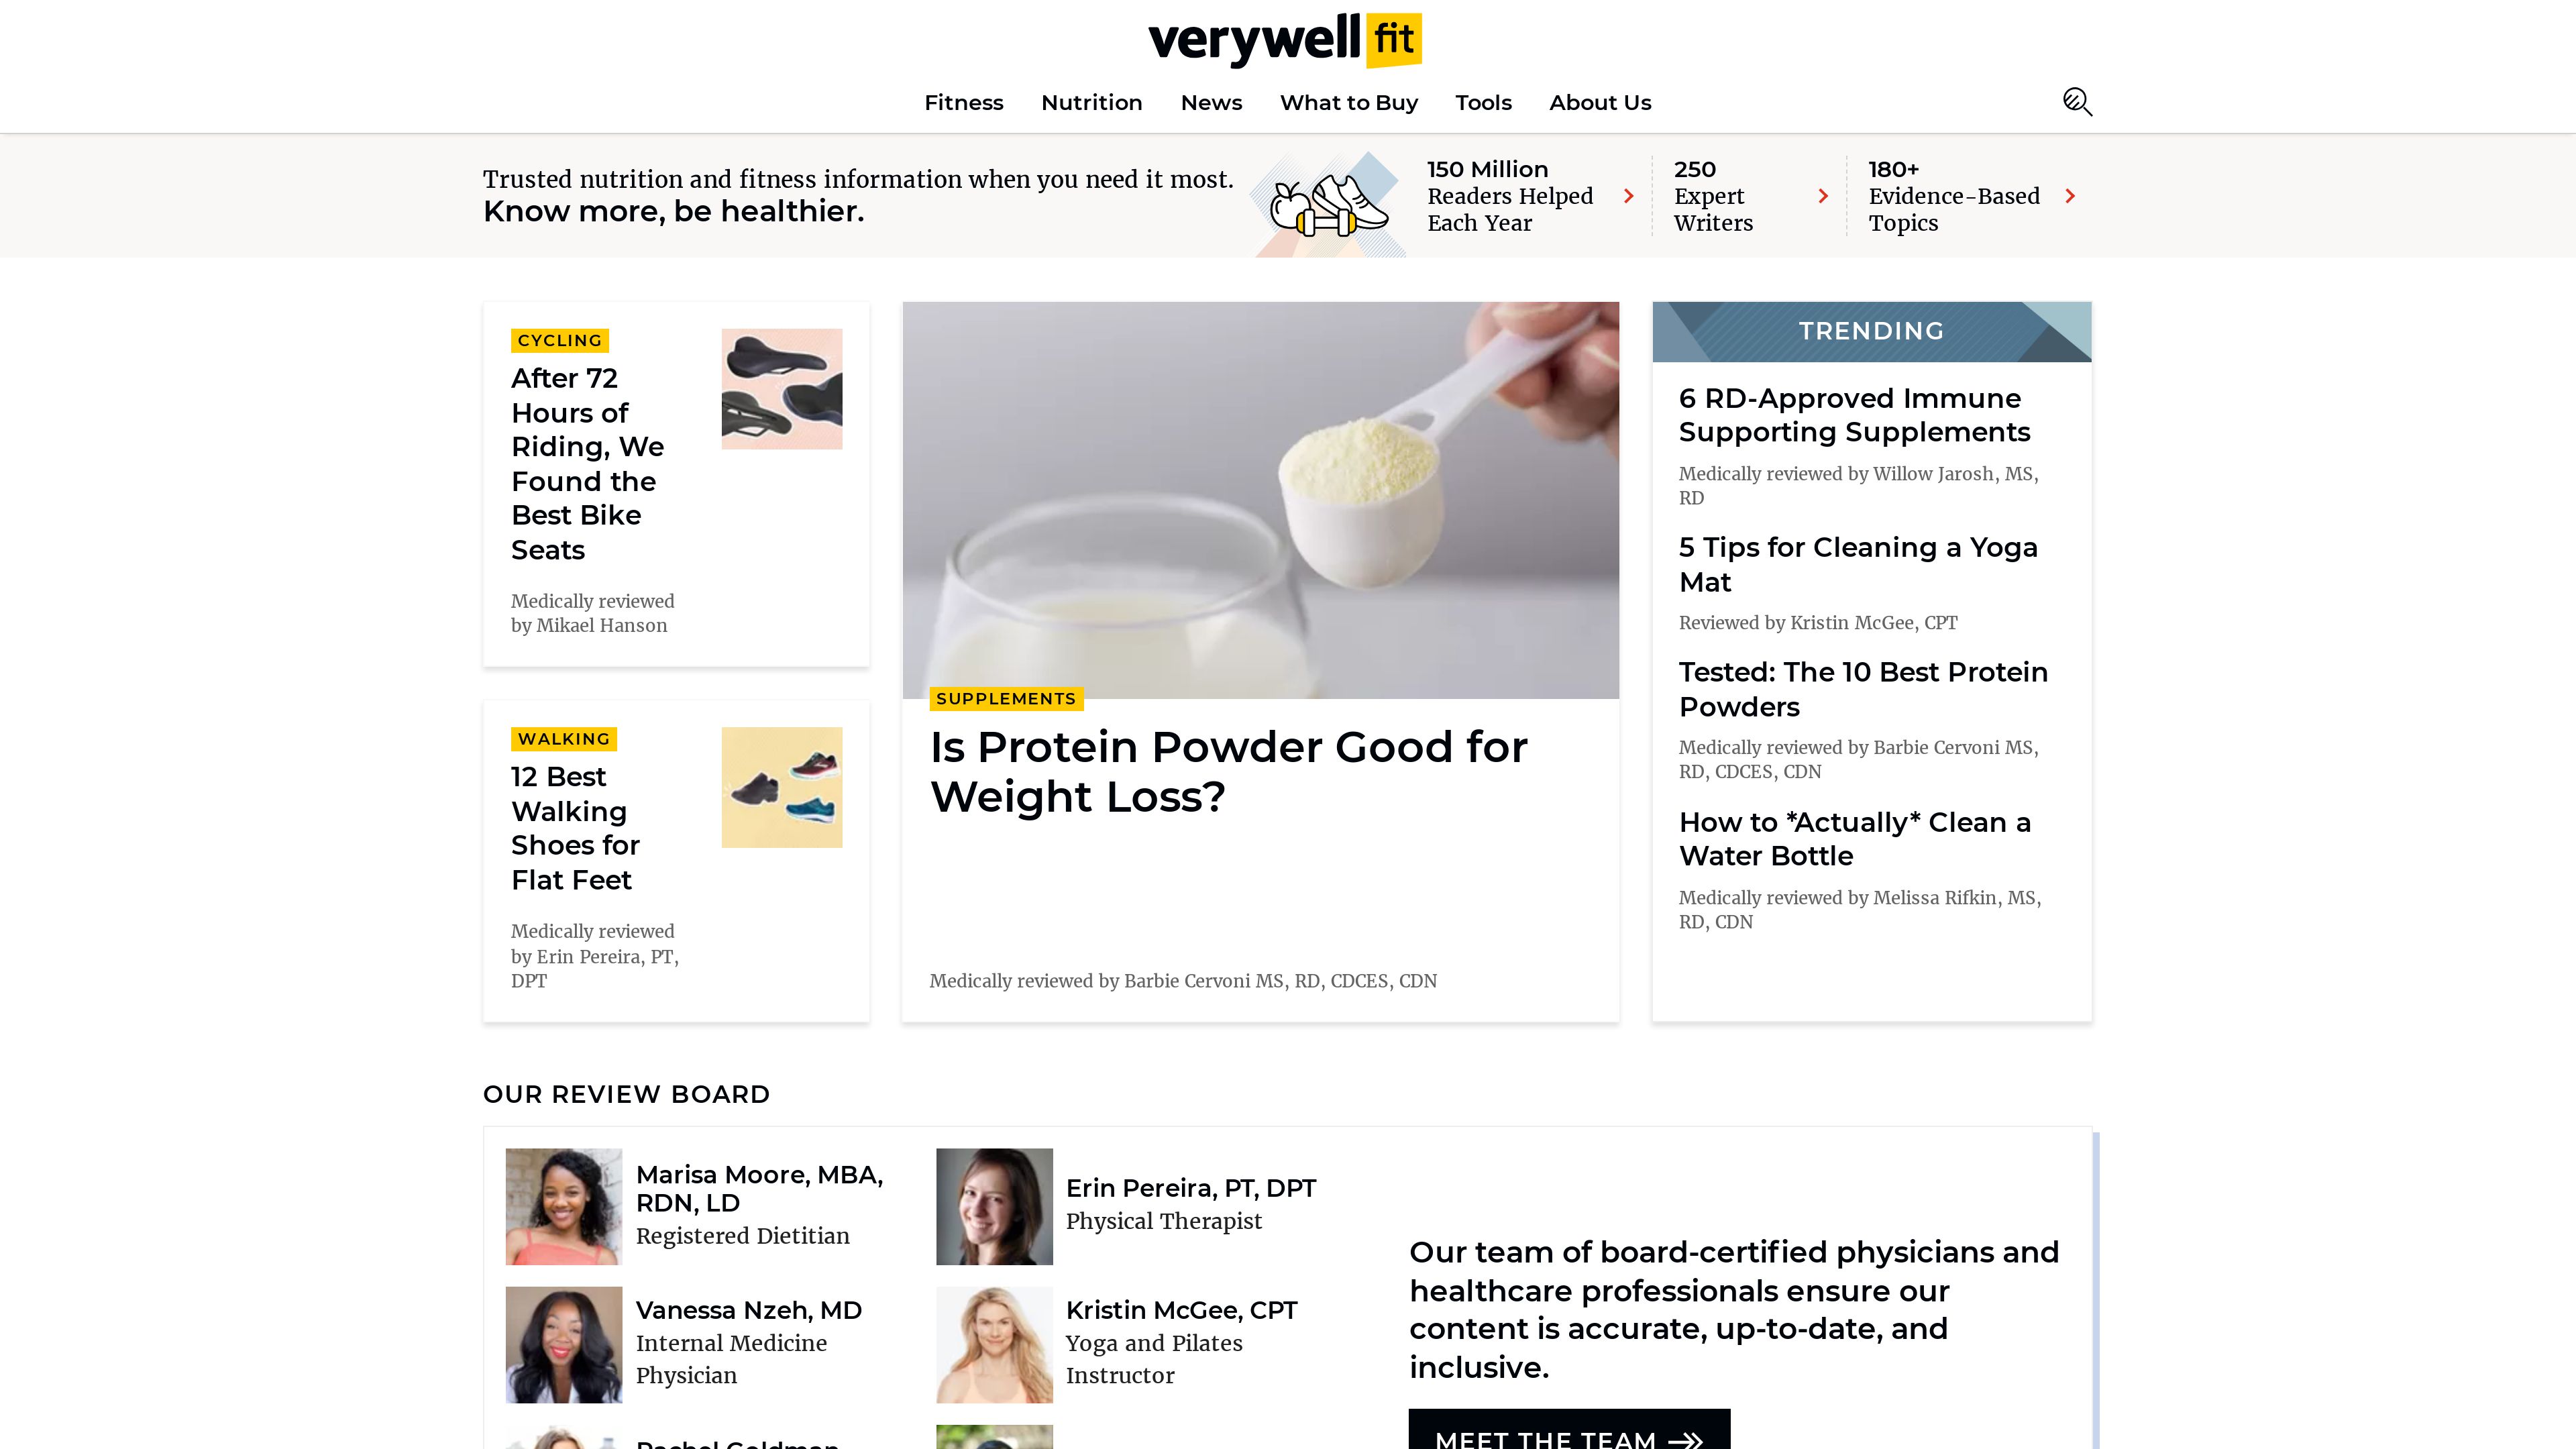 verywell fit
Fitness Nutrition News What to Buy Tools About Us
Trusted nutrition and fitness information when you need it most.
Know more, be healthier.
150 Million
Readers Helped
Each Year
250
Expert
Writers
180+
Evidence-Based
Topics
CYCLING
After 72
Hours of
Riding, We
Found the
Best Bike
Seats
Medically reviewed
by Mikael Hanson
WALKING
12 Best
Walking
Shoes for
Flat Feet
Medically reviewed
by Erin Pereira, PT,
DPT
SUPPLEMENTS
Is Protein Powder Good for
Weight Loss?
Medically reviewed by Barbie Cervoni MS, RD, CDCES, CDN
TRENDING
6 RD-Approved Immune
Supporting Supplements
Medically reviewed by Willow Jarosh, MS,
RD
5 Tips for Cleaning a Yoga
Mat
Reviewed by Kristin McGee, CPT
Tested: The 10 Best Protein
Powders
Medically reviewed by Barbie Cervoni MS,
RD, CDCES, CDN
How to *Actually* Clean a
Water Bottle
Medically reviewed by Melissa Rifkin, MS,
RD, CDN
OUR REVIEW BOARD
Marisa Moore, MBA,
RDN, LD
Registered Dietitian
Erin Pereira, PT, DPT
Physical Therapist
Vanessa Nzeh, MD
Internal Medicine
Physician
Kristin McGee, CPT
Yoga and Pilates
Instructor
Rachel Goldman,
Our team of board-certified physicians and
healthcare professionals ensure our
content is accurate, up-to-date, and
inclusive.
MEET THE TEAM